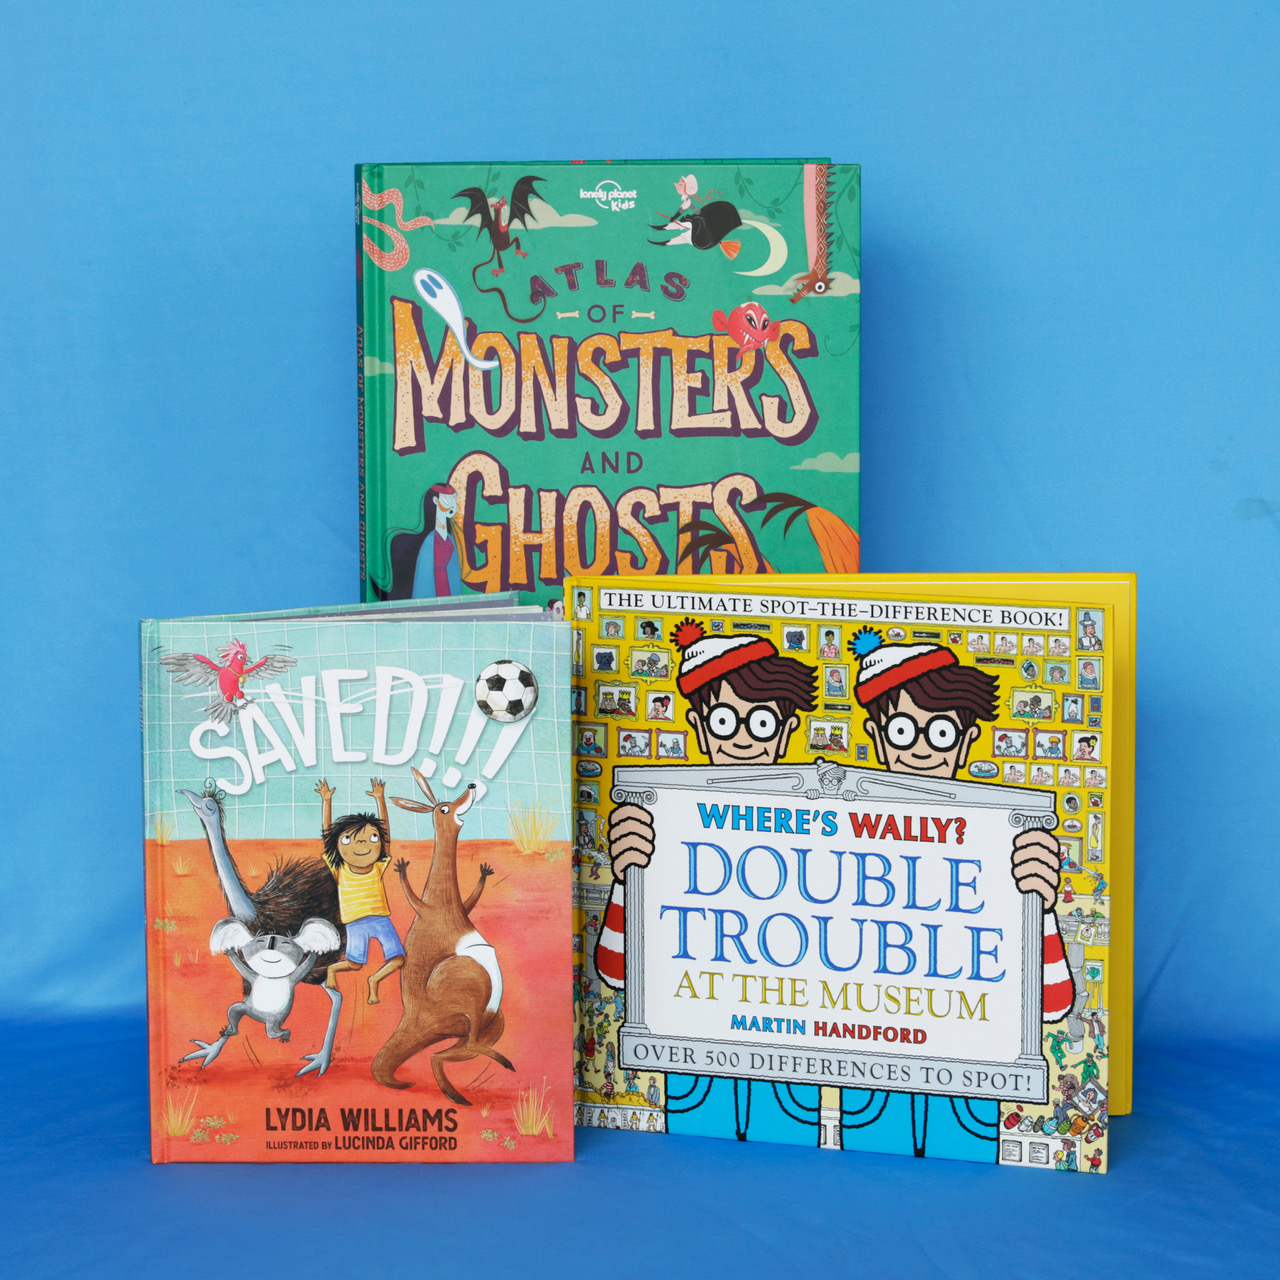 lonely planet
Kids
ATLAS
OF
MONSTERS
AND
GHOSTS
ATLAS OF MONSTERS AND GHOSTS
SAVED!!!
LYDIA WILLIAMS
ILLUSTRATED BY LUCINDA GIFFORD
THE ULTIMATE SPOT-THE-DIFFERENCE BOOK!
WHERE'S WALLY?
DOUBLE
TROUBLE
AT THE MUSEUM
MARTIN HANDFORD
OVER 500 DIFFERENCES TO SPOT!